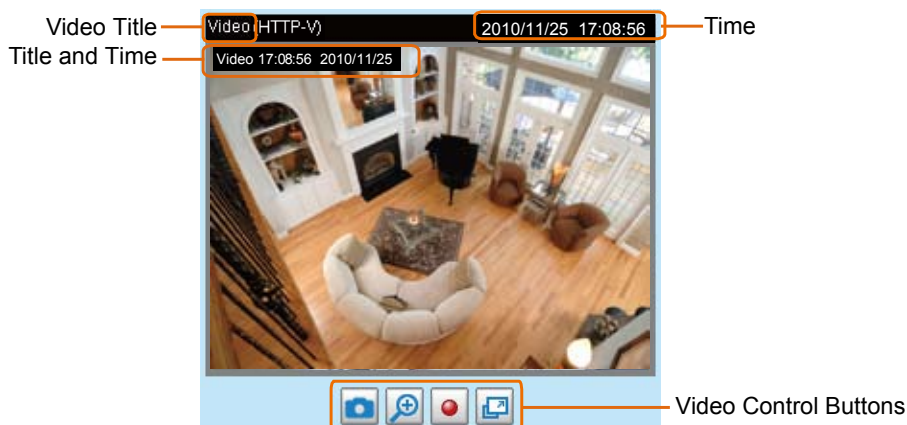 Video Title
Video (HTTP-V) 2010/11/25 17:08:56
Time
Title and Time
Video 17:08:56 2010/11/25
Video Control Buttons